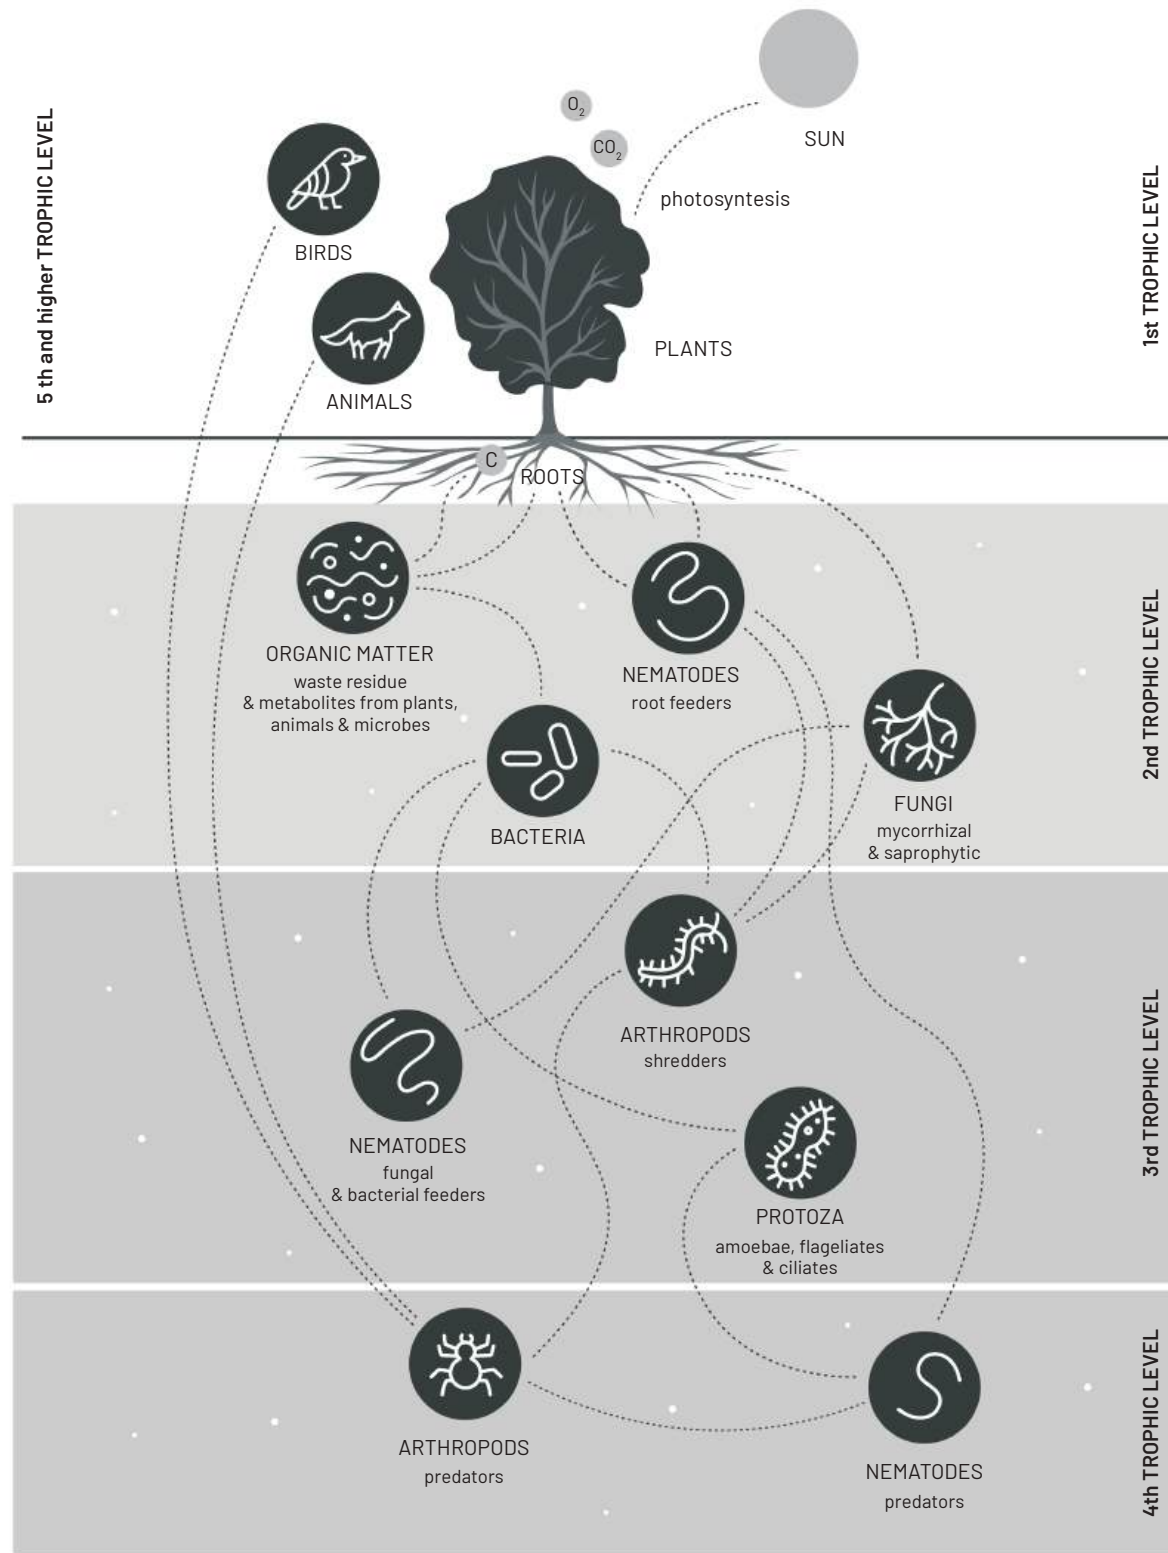 SUN
O2
CO2
photosyntesis
BIRDS
PLANTS
ANIMALS
5 th and higher TROPHIC LEVEL
1st TROPHIC LEVEL
C
ROOTS
ORGANIC MATTER
waste residue
& metabolites from plants,
animals & microbes
NEMATODES
root feeders
BACTERIA
FUNGI
mycorrhizal
& saprophytic
2nd TROPHIC LEVEL
ARTHROPODS
shredders
NEMATODES
fungal
& bacterial feeders
PROTOZA
amoebae, flageliates
& ciliates
3rd TROPHIC LEVEL
ARTHROPODS
predators
NEMATODES
predators
4th TROPHIC LEVEL